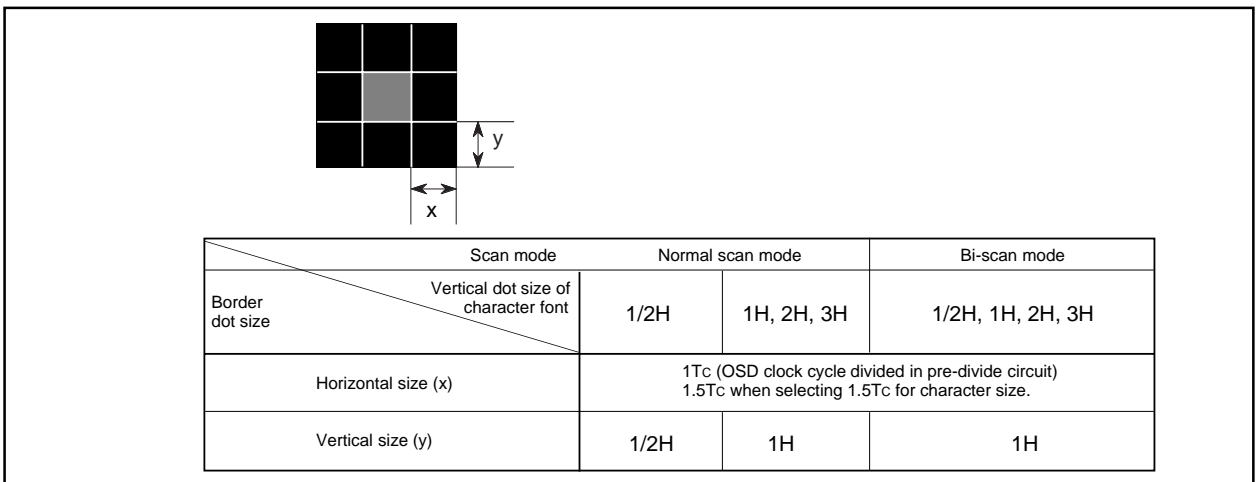 y
x
Scan mode
Normal scan mode
Bi-scan mode
Border
dot size
Vertical dot size of
character font
1/2H
1H, 2H, 3H
1/2H, 1H, 2H, 3H
Horizontal size (x)
1Tc (OSD clock cycle divided in pre-divide circuit)
1.5Tc when selecting 1.5Tc for character size.
Vertical size (y)
1/2H
1H
1H